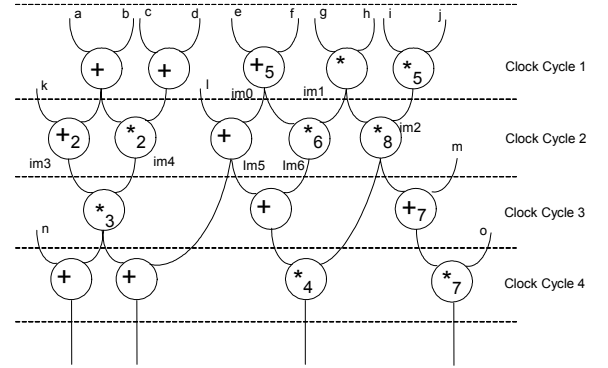 a b c d e f g h i j
+ + +5 * *5 Clock Cycle 1
k l im0 im1
+2 *2 + *6 *8 im2 m Clock Cycle 2
im3 im4 Im5 Im6
*3 + +7 Clock Cycle 3
n o
+ + *4 *7 Clock Cycle 4